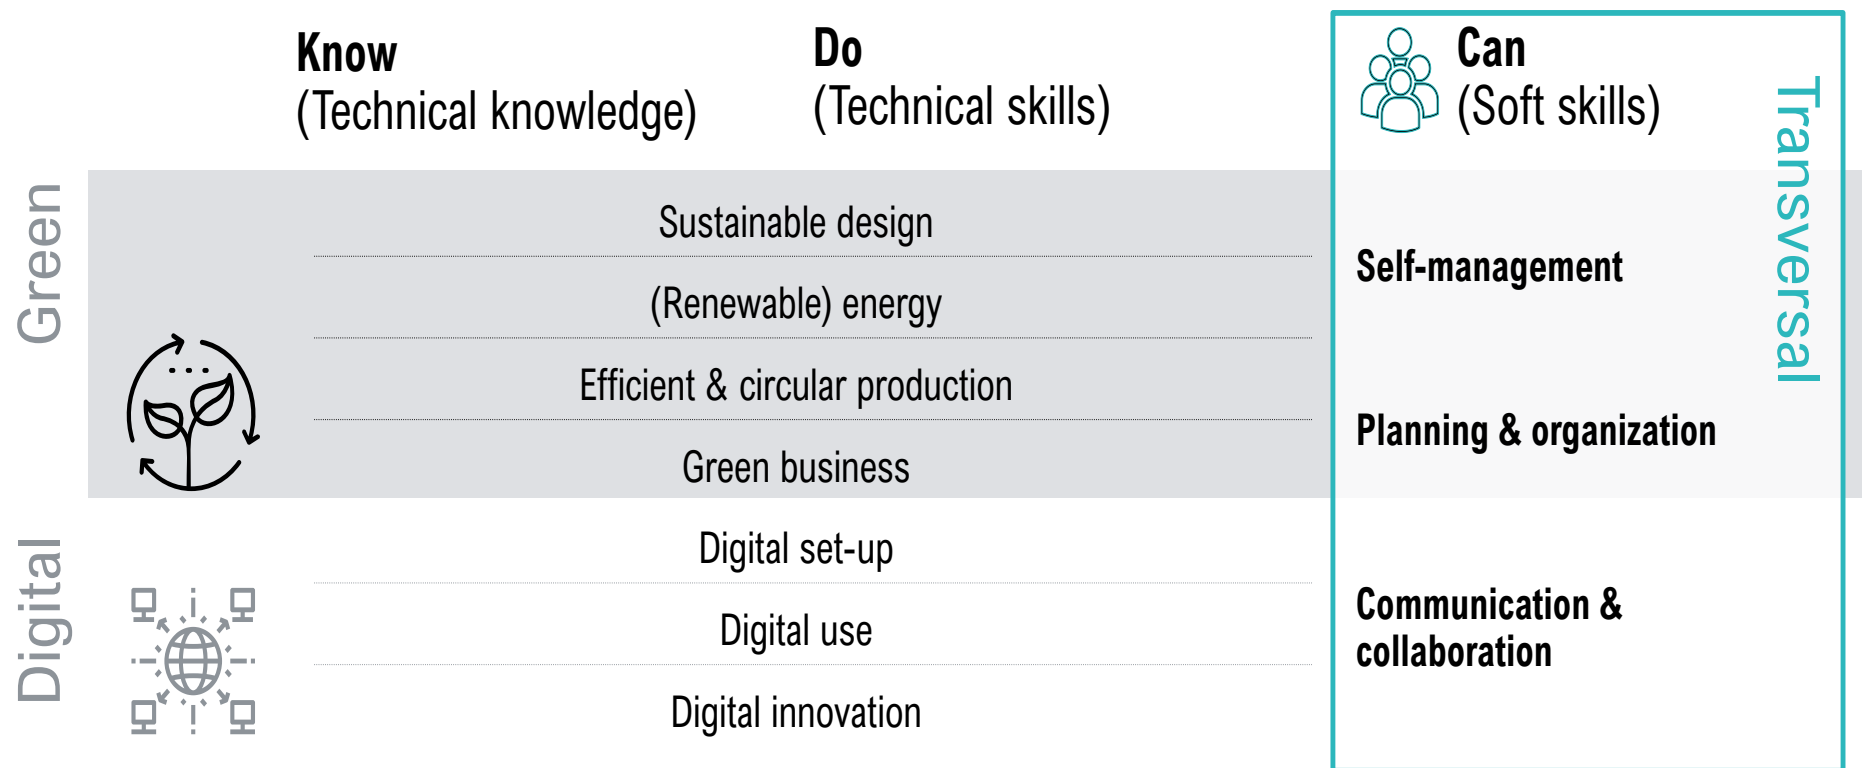 Know
(Technical knowledge)
Do
(Technical skills)
Can
(Soft skills)
Transversal
Green
Sustainable design
(Renewable) energy
Efficient & circular production
Green business
Self-management
Planning & organization
Digital
Digital set-up
Digital use
Digital innovation
Communication &
collaboration